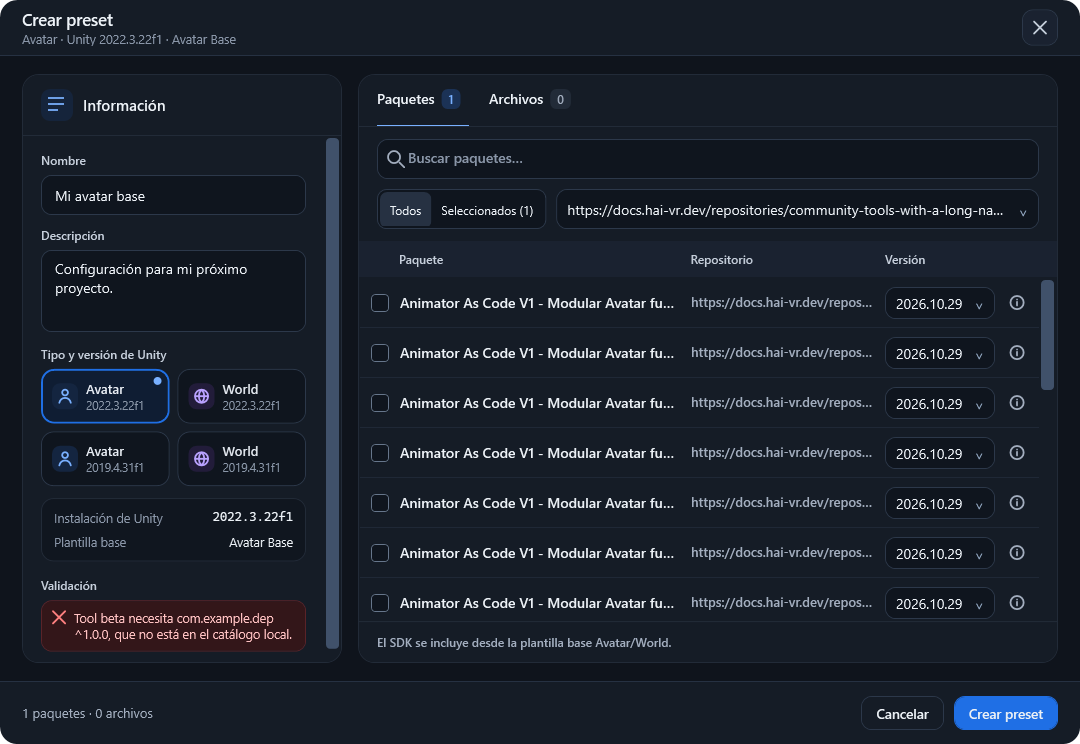 Crear preset
Avatar · Unity 2022.3.22f1 · Avatar Base
Información
Nombre
Mi avatar base
Descripción
Configuración para mi próximo
proyecto.
Tipo y versión de Unity
Avatar
2022.3.22f1
World
2022.3.22f1
Avatar
2019.4.31f1
World
2019.4.31f1
Instalación de Unity 2022.3.22f1
Plantilla base Avatar Base
Validación
Tool beta necesita com.example.dep
^1.0.0, que no está en el catálogo local.
Paquetes 1 Archivos 0
Buscar paquetes...
Todos Seleccionados (1) https://docs.hai-vr.dev/repositories/community-tools-with-a-long-na...
Paquete Repositorio Versión
Animator As Code V1 - Modular Avatar fu... https://docs.hai-vr.dev/repos... 2026.10.29
Animator As Code V1 - Modular Avatar fu... https://docs.hai-vr.dev/repos... 2026.10.29
Animator As Code V1 - Modular Avatar fu... https://docs.hai-vr.dev/repos... 2026.10.29
Animator As Code V1 - Modular Avatar fu... https://docs.hai-vr.dev/repos... 2026.10.29
Animator As Code V1 - Modular Avatar fu... https://docs.hai-vr.dev/repos... 2026.10.29
Animator As Code V1 - Modular Avatar fu... https://docs.hai-vr.dev/repos... 2026.10.29
Animator As Code V1 - Modular Avatar fu... https://docs.hai-vr.dev/repos... 2026.10.29
El SDK se incluye desde la plantilla base Avatar/World.
1 paquetes · 0 archivos
Cancelar
Crear preset